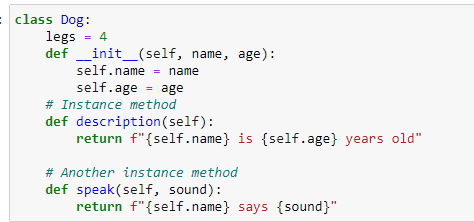 class Dog:
    legs = 4
    def __init__(self, name, age):
        self.name = name
        self.age = age
    # Instance method
    def description(self):
        return f"{self.name} is {self.age} years old"

    # Another instance method
    def speak(self, sound):
        return f"{self.name} says {sound}"